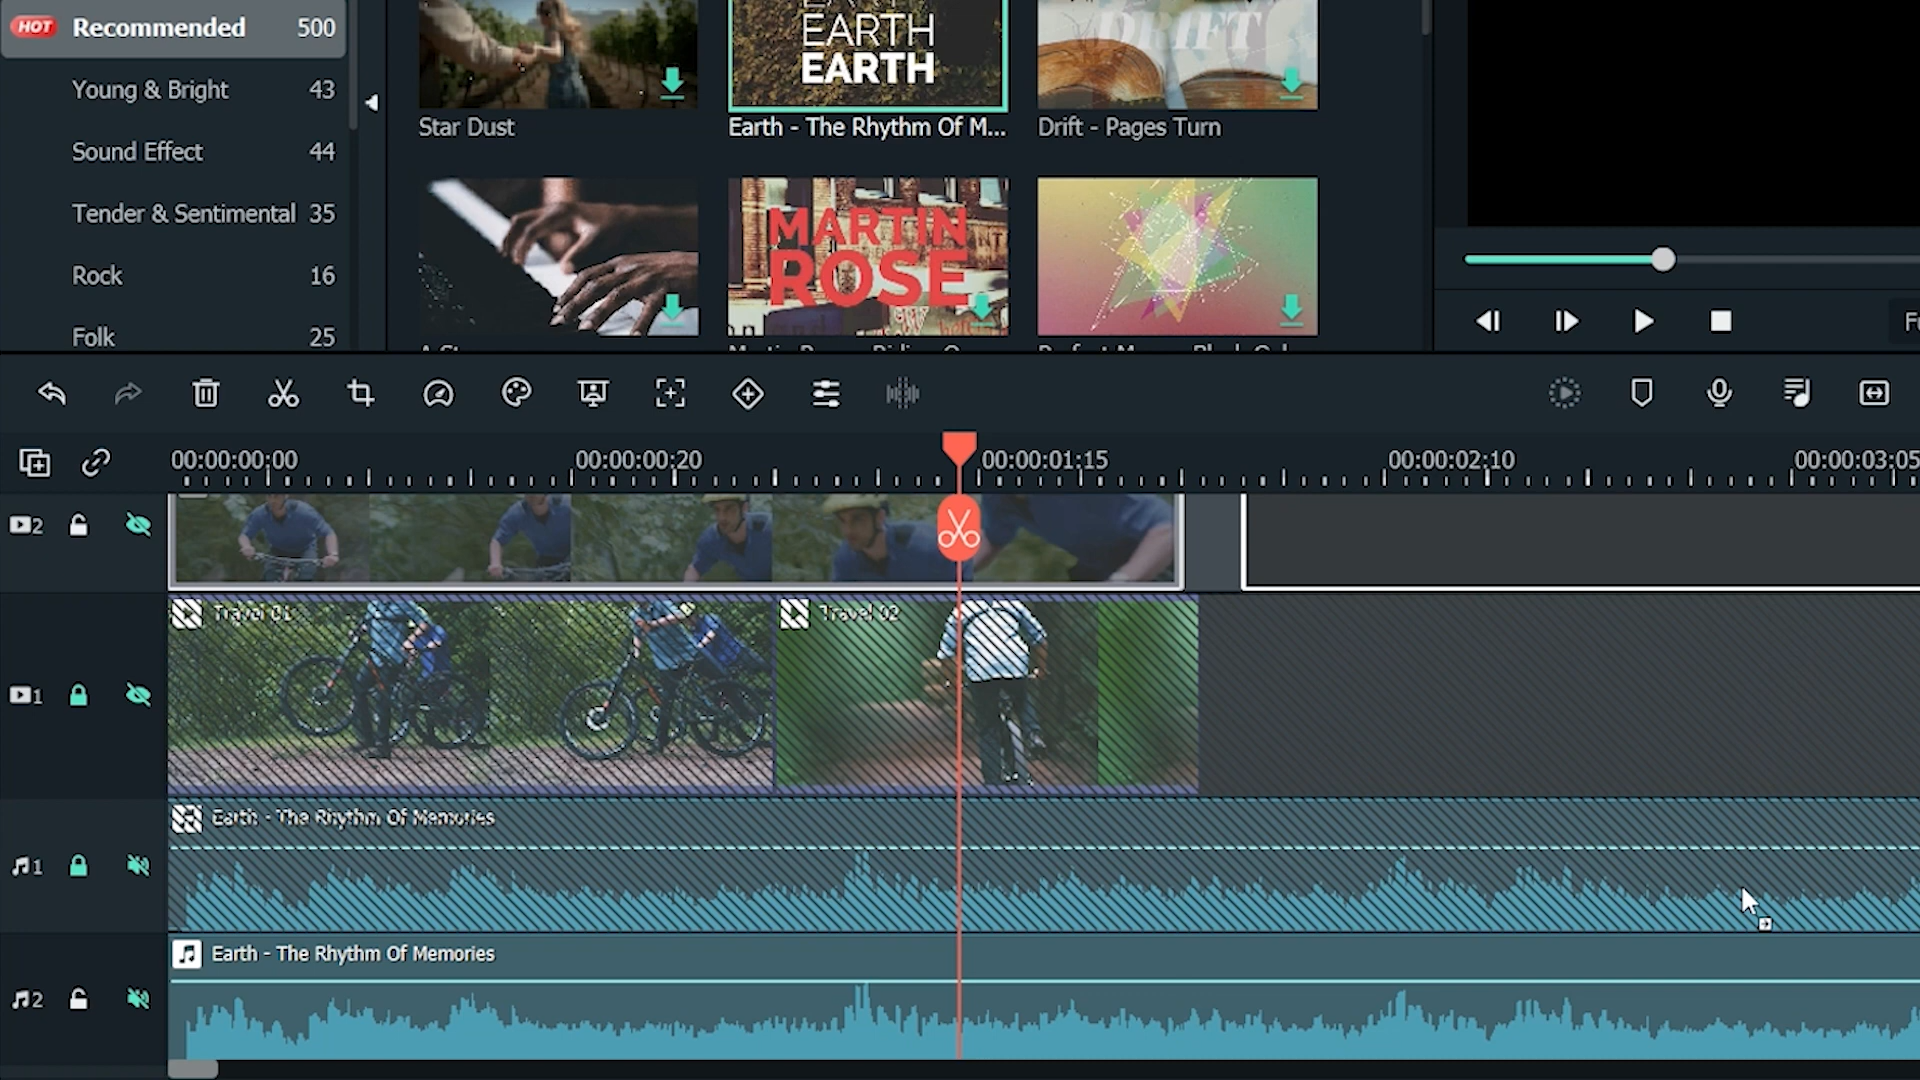 HOT Recommended 500
Young & Bright 43
Sound Effect 44
Tender & Sentimental 35
Rock 16
Folk 25
EARTH
EARTH
DRIFT
Star Dust
Earth - The Rhythm Of M...
Drift - Pages Turn
MARTIN
ROSE
00:00:00:00
00:00:00:20
00:00:01:15
00:00:02:10
00:00:03:05
2
1
Travel 01
Travel 02
1
Earth - The Rhythm Of Memories
2
Earth - The Rhythm Of Memories